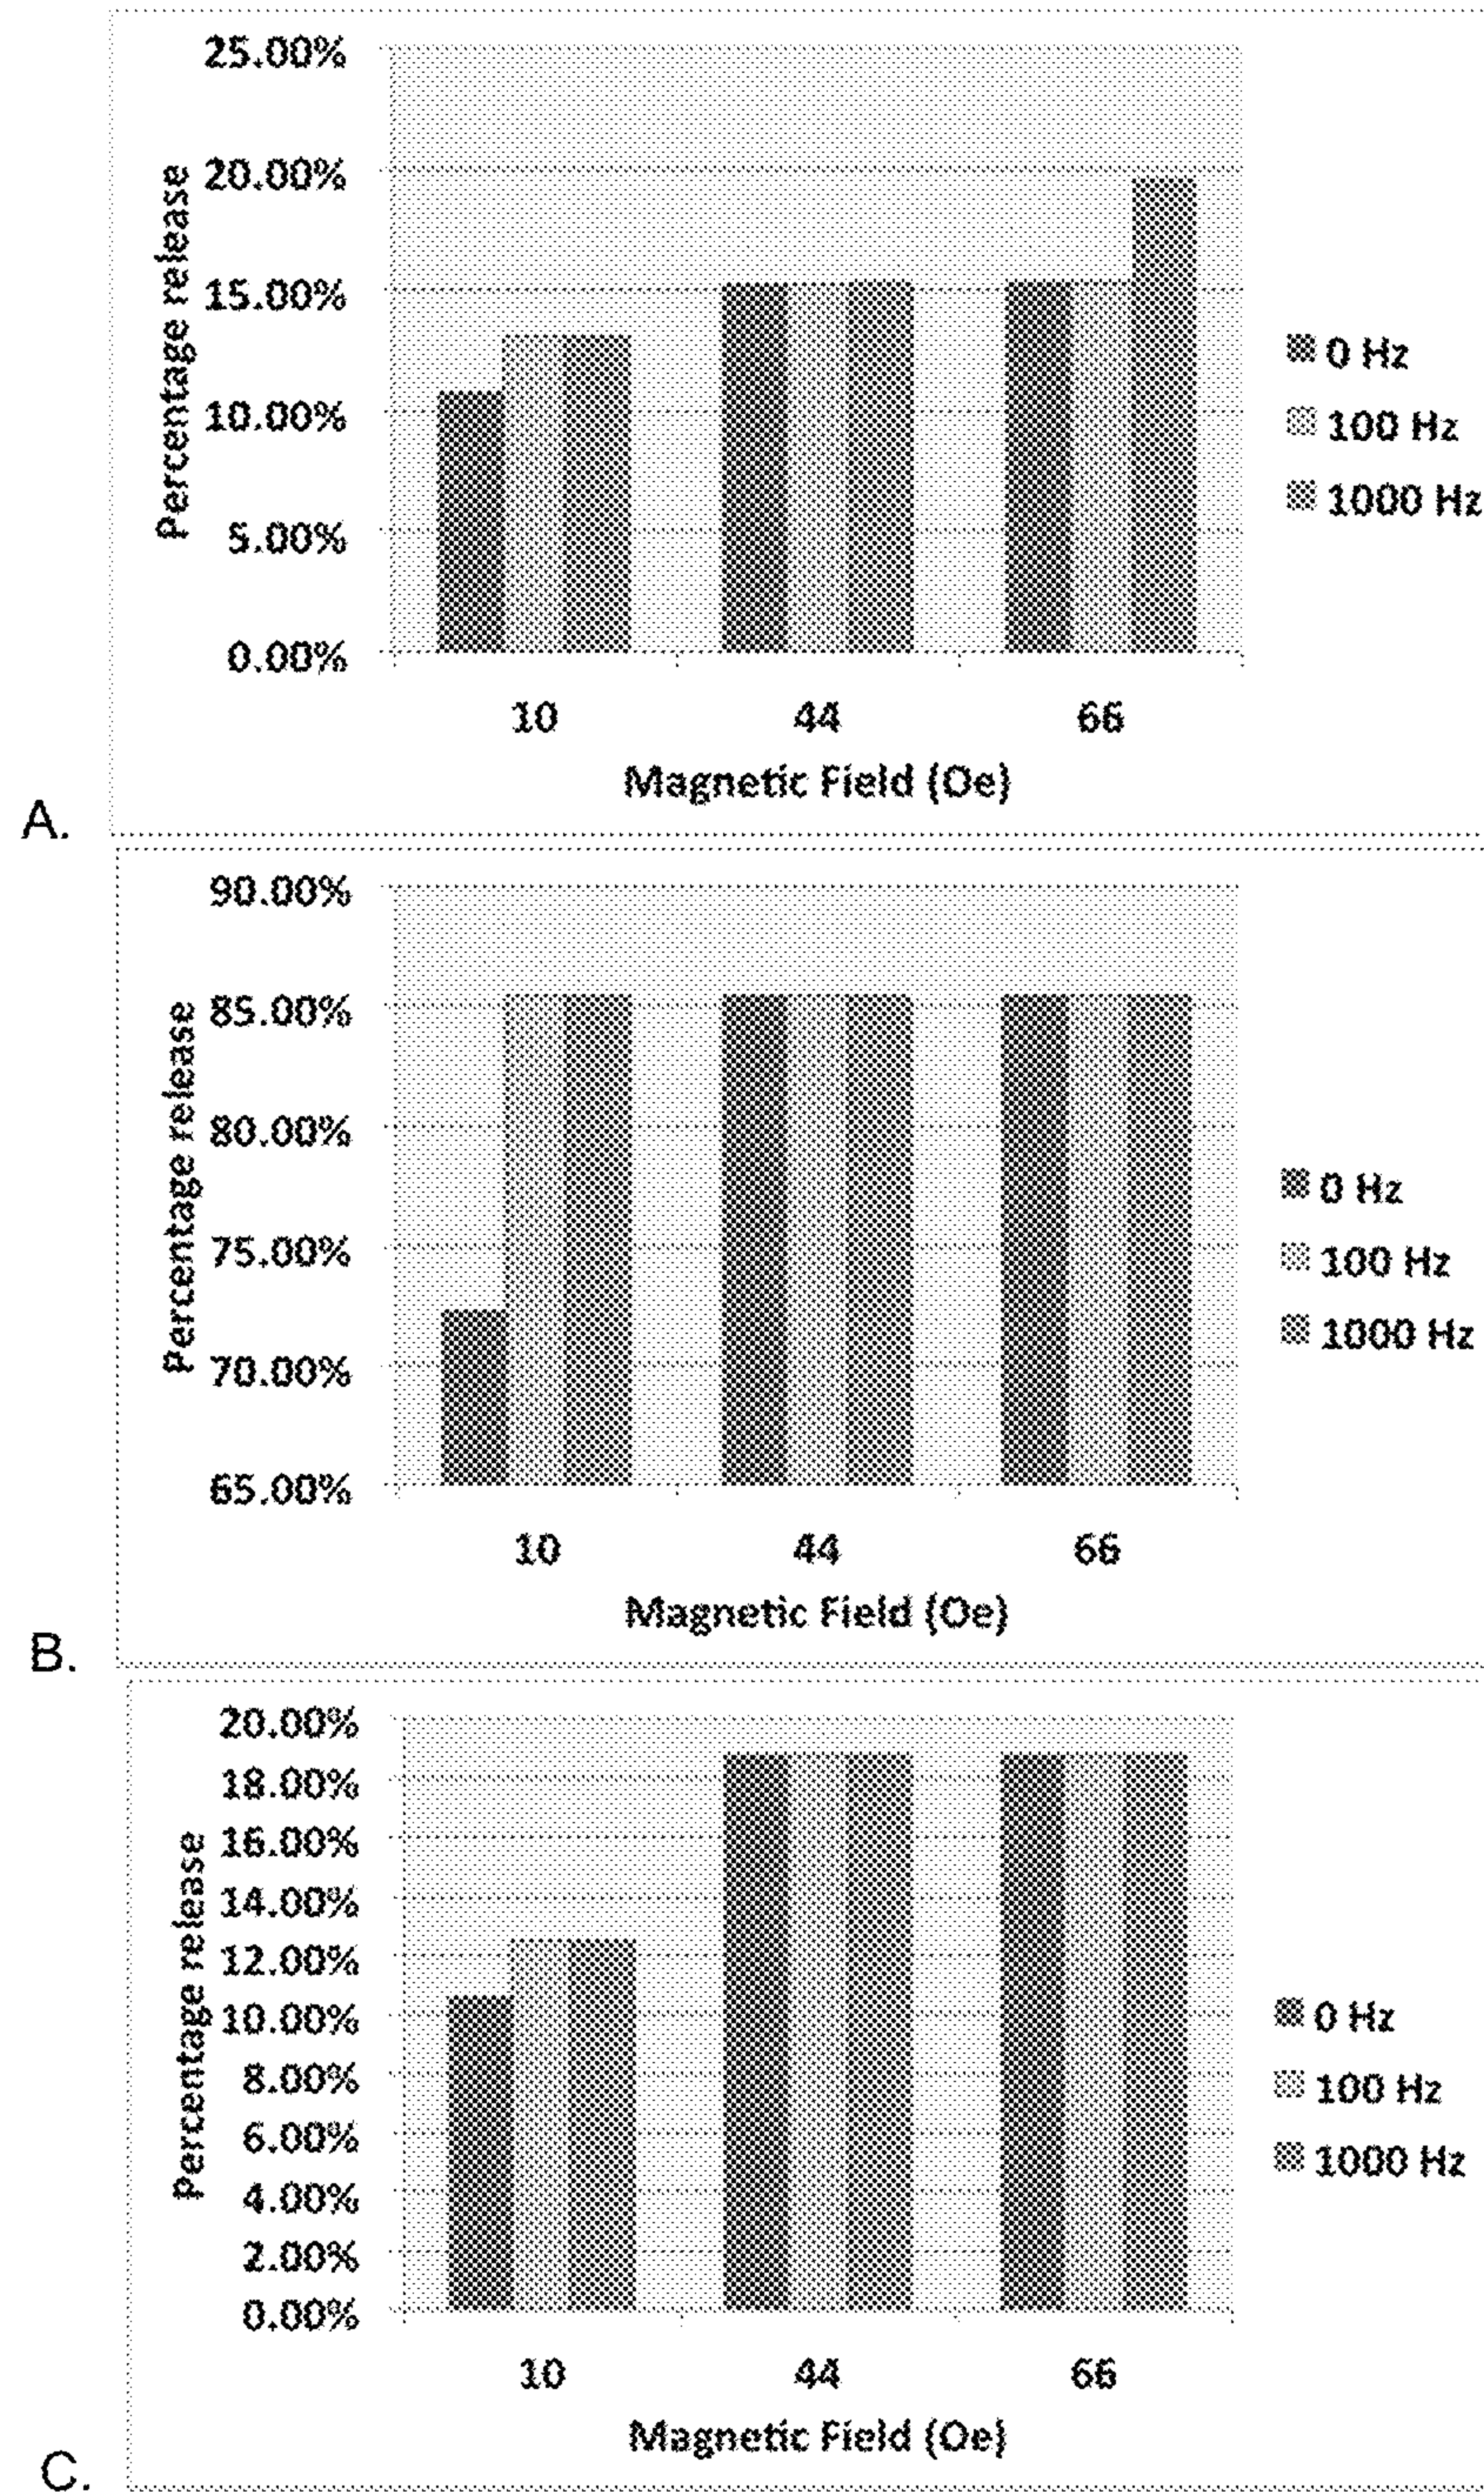 25.00%
20.00%
15.00%
10.00%
5.00%
0.00%
Percentage release
10 44 66
Magnetic Field (Oe)
0 Hz
100 Hz
1000 Hz
A.
90.00%
85.00%
80.00%
75.00%
70.00%
65.00%
Percentage release
10 44 66
Magnetic Field (Oe)
0 Hz
100 Hz
1000 Hz
B.
20.00%
18.00%
16.00%
14.00%
12.00%
10.00%
8.00%
6.00%
4.00%
2.00%
0.00%
Percentage release
10 44 66
Magnetic Field (Oe)
0 Hz
100 Hz
1000 Hz
C.